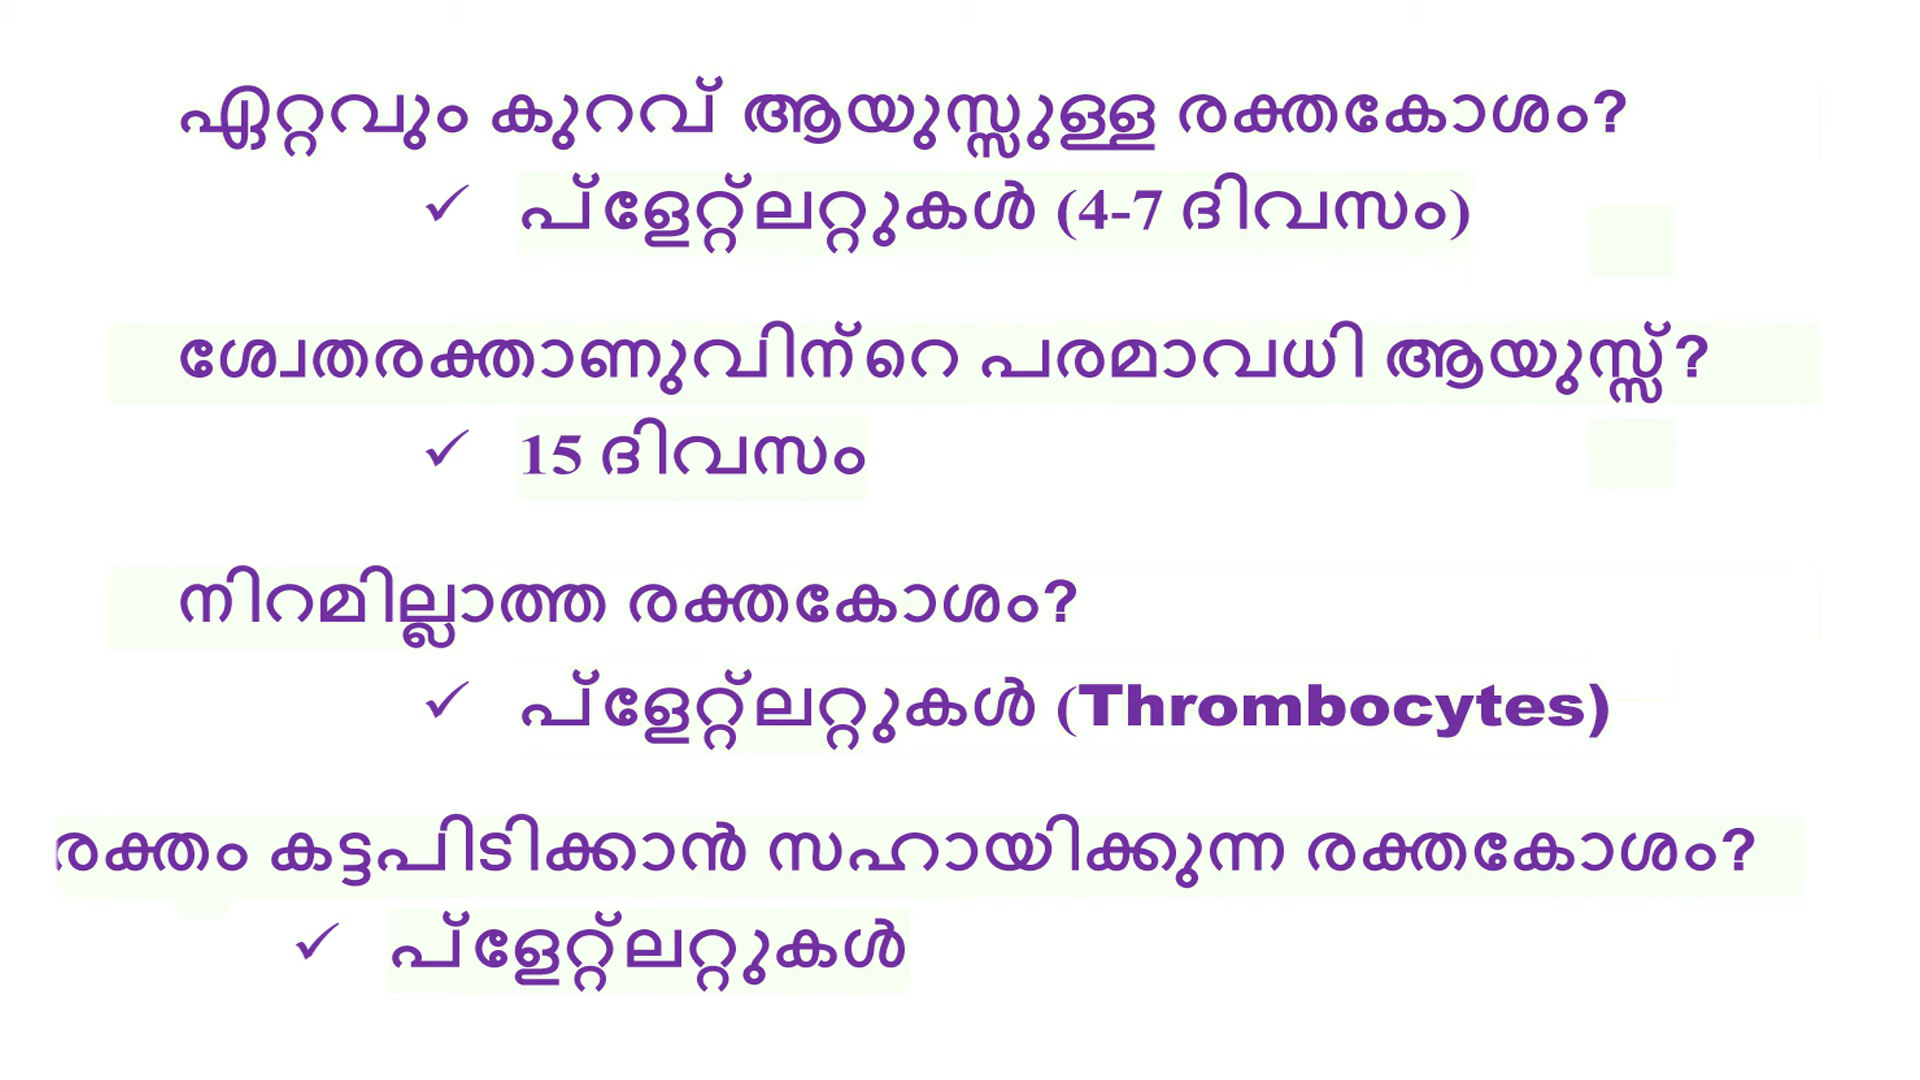 ഏറ്റവും കുറവ് ആയുസ്സുള്ള രക്തകോശം?
✓ പ്ളേറ്റ്ലറ്റുകൾ (4-7 ദിവസം)
ശ്വേതരക്താണുവിന്റെ പരമാവധി ആയുസ്സ്?
✓ 15 ദിവസം
നിറമില്ലാത്ത രക്തകോശം?
✓ പ്ളേറ്റ്ലറ്റുകൾ (Thrombocytes)
രക്തം കട്ടപിടിക്കാൻ സഹായിക്കുന്ന രക്തകോശം?
✓ പ്ളേറ്റ്ലറ്റുകൾ